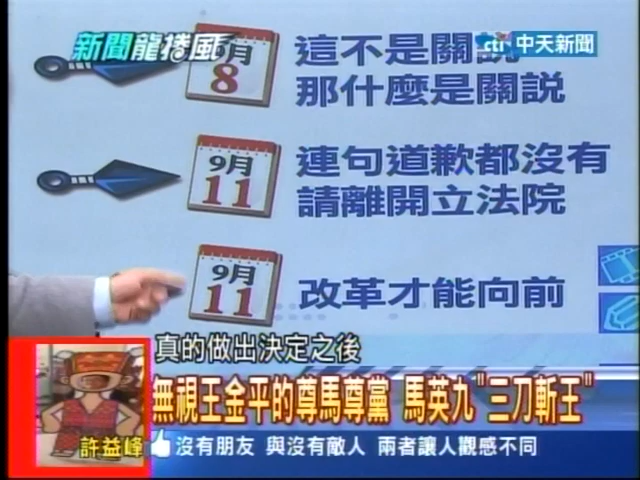 新聞龍捲風
cti 中天新聞
月
8
這不是關說
那什麼是關說
9月
11
連句道歉都沒有
請離開立法院
9月
11
改革才能向前
真的做出決定之後
無視王金平的尊馬尊黨 馬英九"三刀斬王"
許益峰
沒有朋友 與沒有敵人 兩者讓人觀感不同